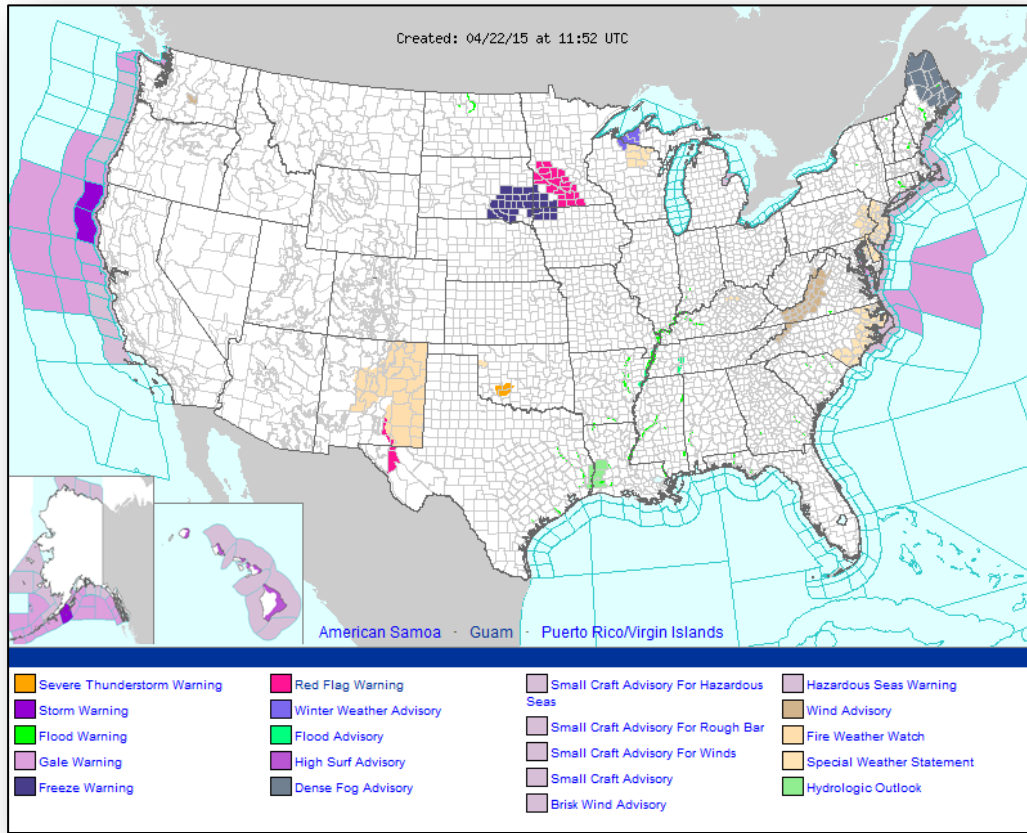 Created: 04/22/15 at 11:52 UTC
American Samoa · Guam · Puerto Rico/Virgin Islands
Severe Thunderstorm Warning
Storm Warning
Flood Warning
Gale Warning
Freeze Warning
Red Flag Warning
Winter Weather Advisory
Flood Advisory
High Surf Advisory
Dense Fog Advisory
Small Craft Advisory For Hazardous
Seas
Small Craft Advisory For Rough Bar
Small Craft Advisory For Winds
Small Craft Advisory
Brisk Wind Advisory
Hazardous Seas Warning
Wind Advisory
Fire Weather Watch
Special Weather Statement
Hydrologic Outlook